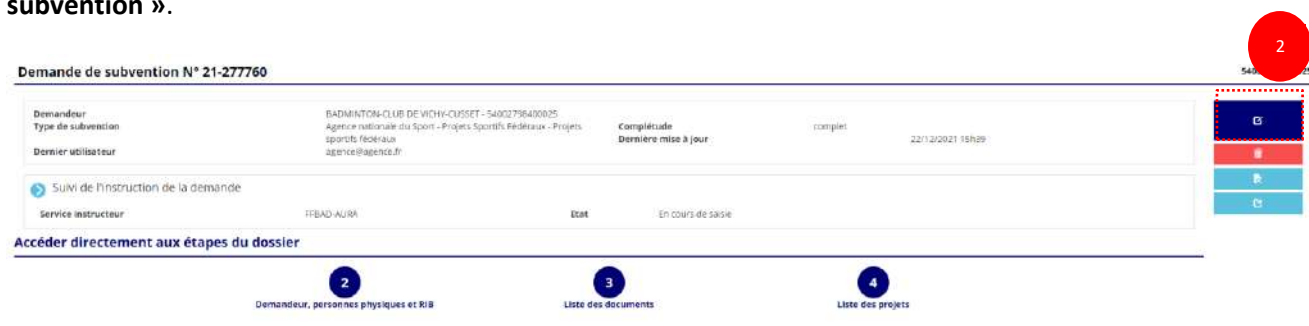 subvention ».
2
Demande de subvention N° 21-277760
Demandeur BADMINTON-CLUB DE VICHY-CUSSET - 54002798400025
Type de subvention Agence nationale du Sport - Projets Sportifs Fédéraux - Projets sportifs fédéraux Complétude complet
Dernière mise à jour 22/12/2021 15h39
Dernier utilisateur agence@agence.fr
Suivi de l'instruction de la demande
Service instructeur FFBAD-AURA Etat En cours de saisie
Accéder directement aux étapes du dossier
2 3 4
Demandeur, personnes physiques et RIB Liste des documents Liste des projets